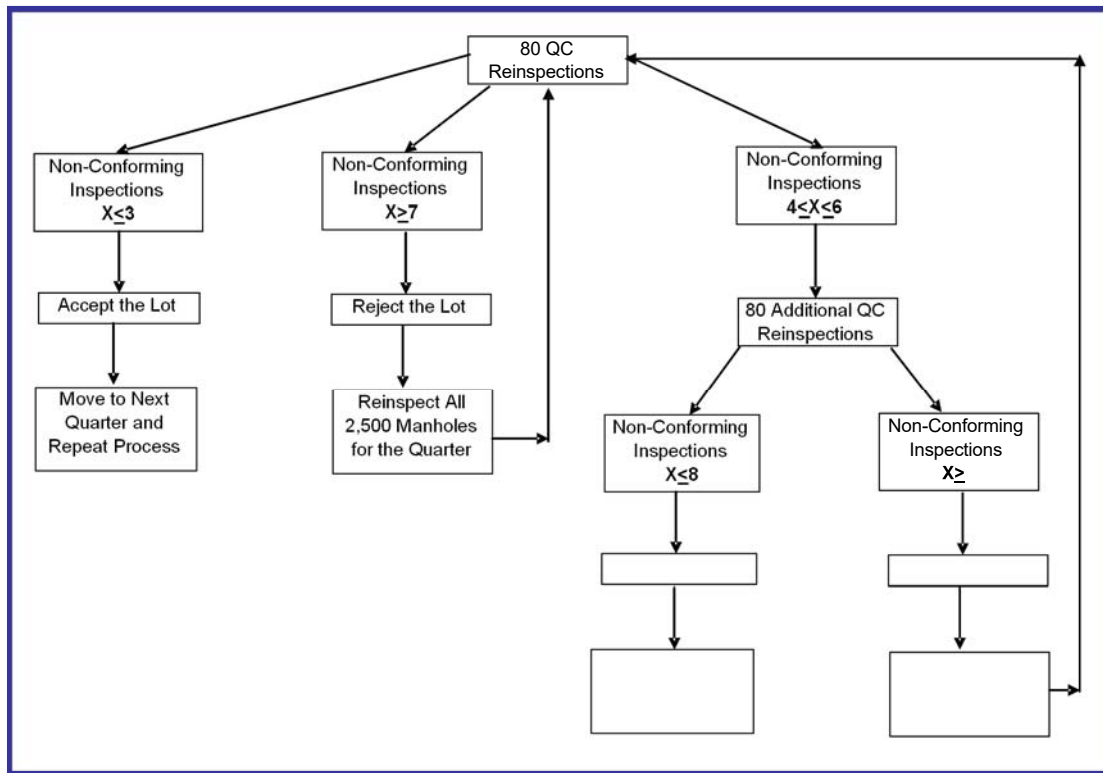 80 QC
Reinspections
Non-Conforming
Inspections
X≤3
Non-Conforming
Inspections
X≥7
Non-Conforming
Inspections
4≤X≤6
Accept the Lot
Reject the Lot
80 Additional QC
Reinspections
Move to Next
Quarter and
Repeat Process
Reinspect All
2,500 Manholes
for the Quarter
Non-Conforming
Inspections
X≤8
Non-Conforming
Inspections
X≥